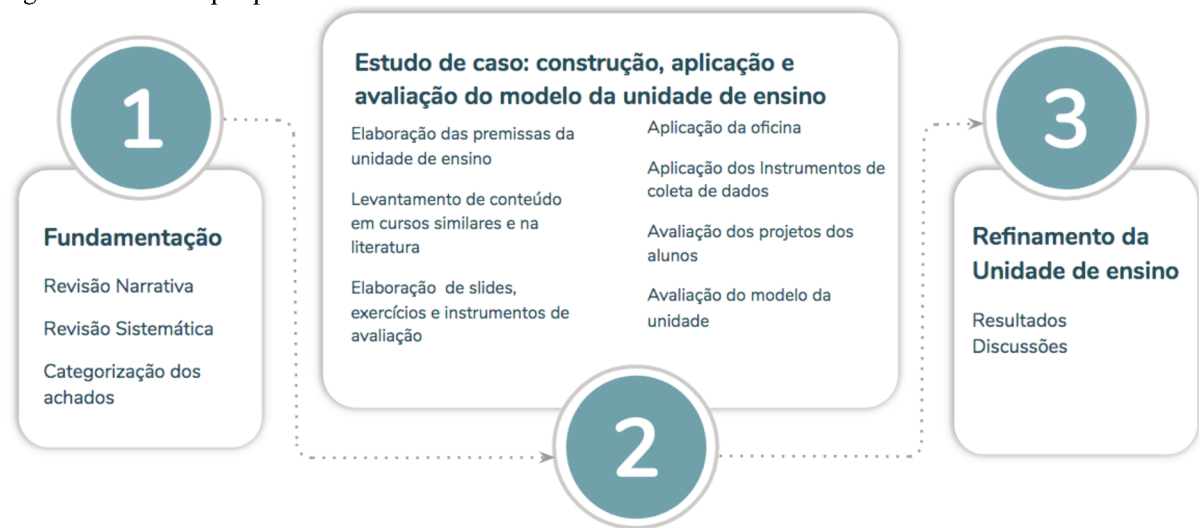 1
Fundamentação
Revisão Narrativa
Revisão Sistemática
Categorização dos
achados
Estudo de caso: construção, aplicação e
avaliação do modelo da unidade de ensino
Elaboração das premissas da
unidade de ensino
Levantamento de conteúdo
em cursos similares e na
literatura
Elaboração de slides,
exercícios e instrumentos de
avaliação
Aplicação da oficina
Aplicação dos Instrumentos de
coleta de dados
Avaliação dos projetos dos
alunos
Avaliação do modelo da
unidade
2
3
Refinamento da
Unidade de ensino
Resultados
Discussões